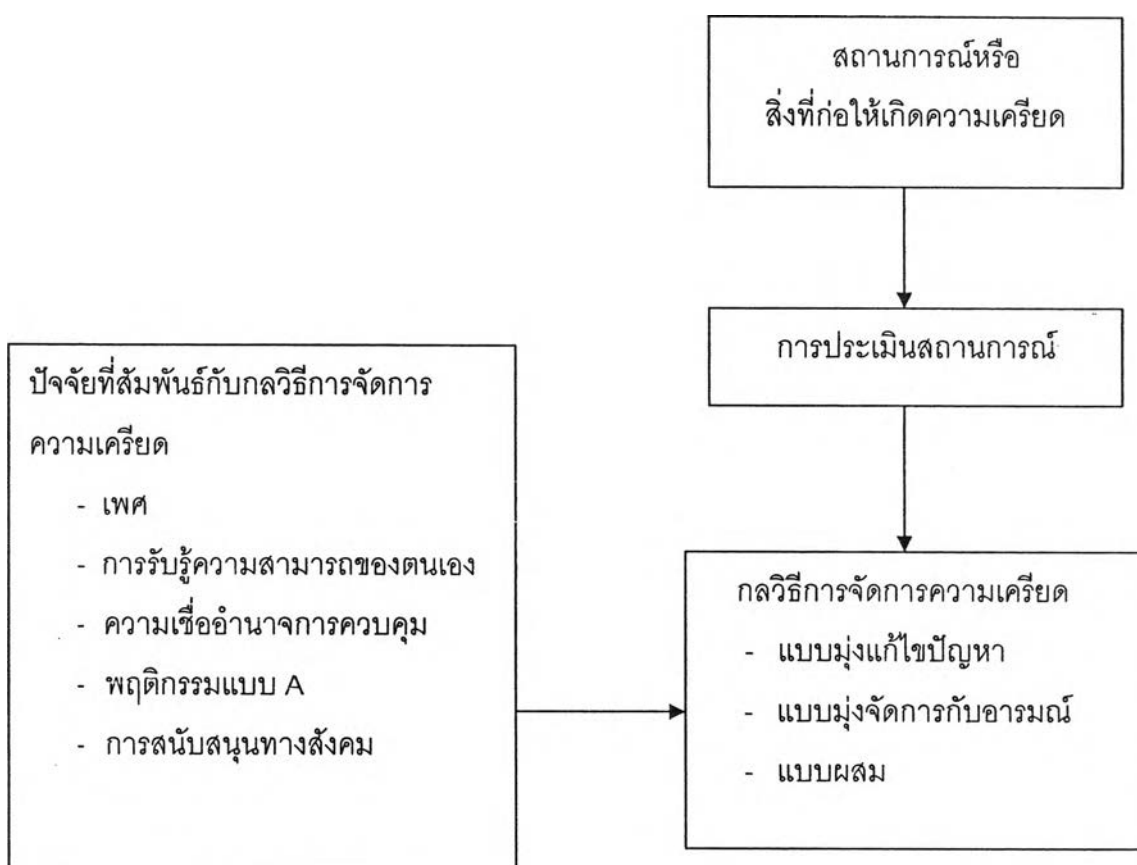 สถานการณ์หรือ
สิ่งที่ก่อให้เกิดความเครียด
การประเมินสถานการณ์
ปัจจัยที่สัมพันธ์กับกลวิธีการจัดการ
ความเครียด
- เพศ
- การรับรู้ความสามารถของตนเอง
- ความเชื่ออำนาจการควบคุม
- พฤติกรรมแบบ A
- การสนับสนุนทางสังคม
กลวิธีการจัดการความเครียด
- แบบมุ่งแก้ไขปัญหา
- แบบมุ่งจัดการกับอารมณ์
- แบบผสม